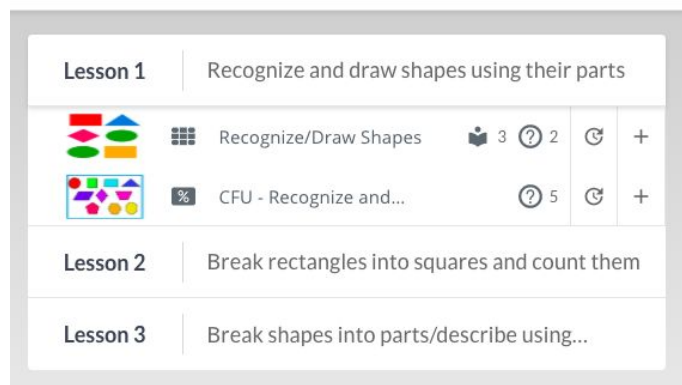 Lesson 1 Recognize and draw shapes using their parts
Recognize/Draw Shapes 3 ? 2 +
% CFU - Recognize and... ? 5 +
Lesson 2 Break rectangles into squares and count them
Lesson 3 Break shapes into parts/describe using...